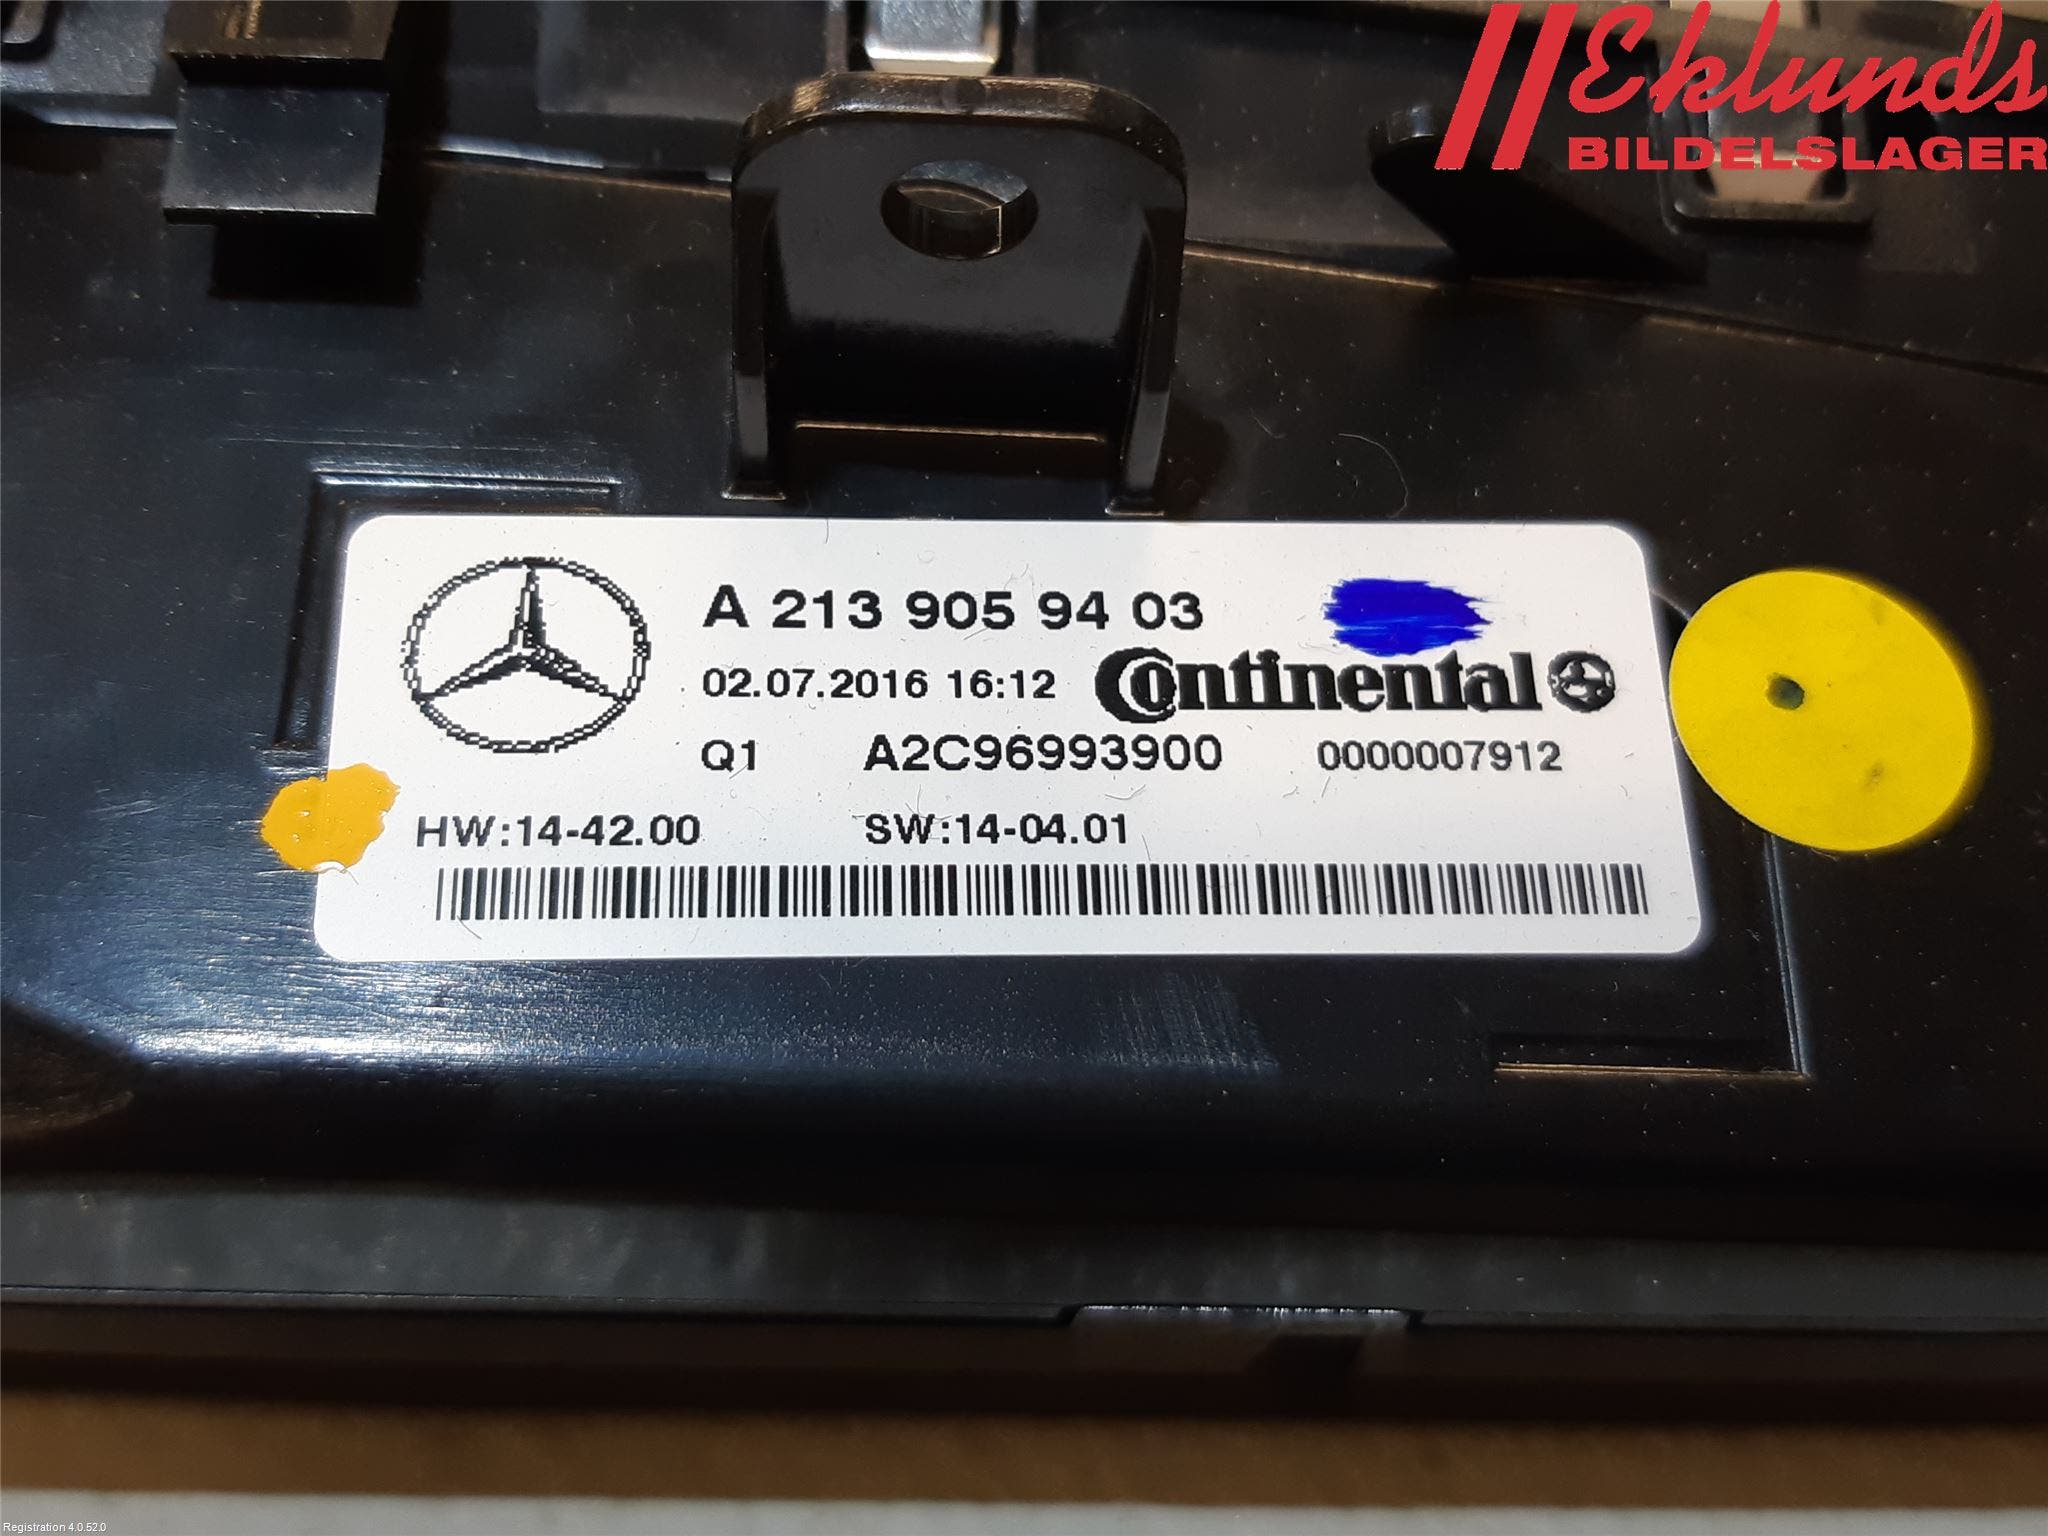 Eklunds
BILDELSLAGER
A 213 905 94 03
02.07.2016 16:12 Continental
Q1 A2C96993900 0000007912
HW:14-42.00 SW:14-04.01
Registration 4.0.52.0